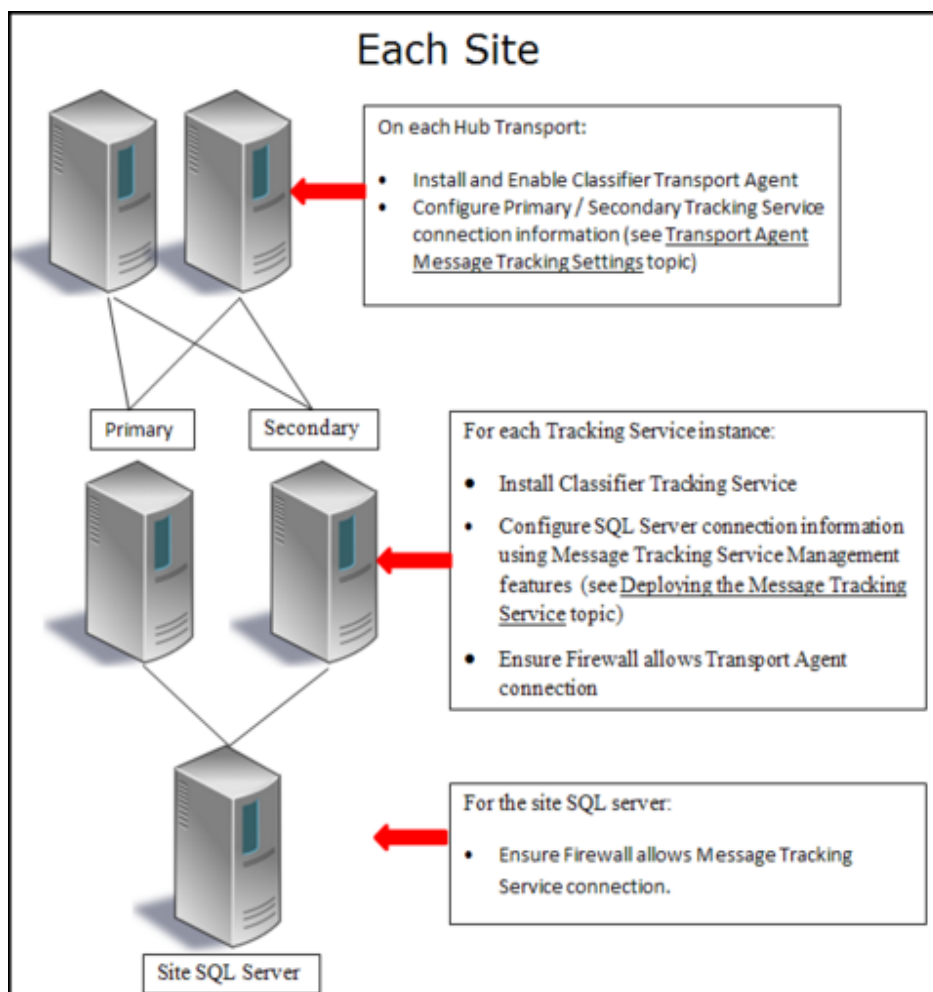 Each Site
On each Hub Transport:
• Install and Enable Classifier Transport Agent
• Configure Primary / Secondary Tracking Service
connection information (see Transport Agent
Message Tracking Settings topic)
Primary
Secondary
For each Tracking Service instance:
• Install Classifier Tracking Service
• Configure SQL Server connection information
using Message Tracking Service Management
features (see Deploying the Message Tracking
Service topic)
• Ensure Firewall allows Transport Agent
connection
For the site SQL server:
• Ensure Firewall allows Message Tracking
Service connection.
Site SQL Server